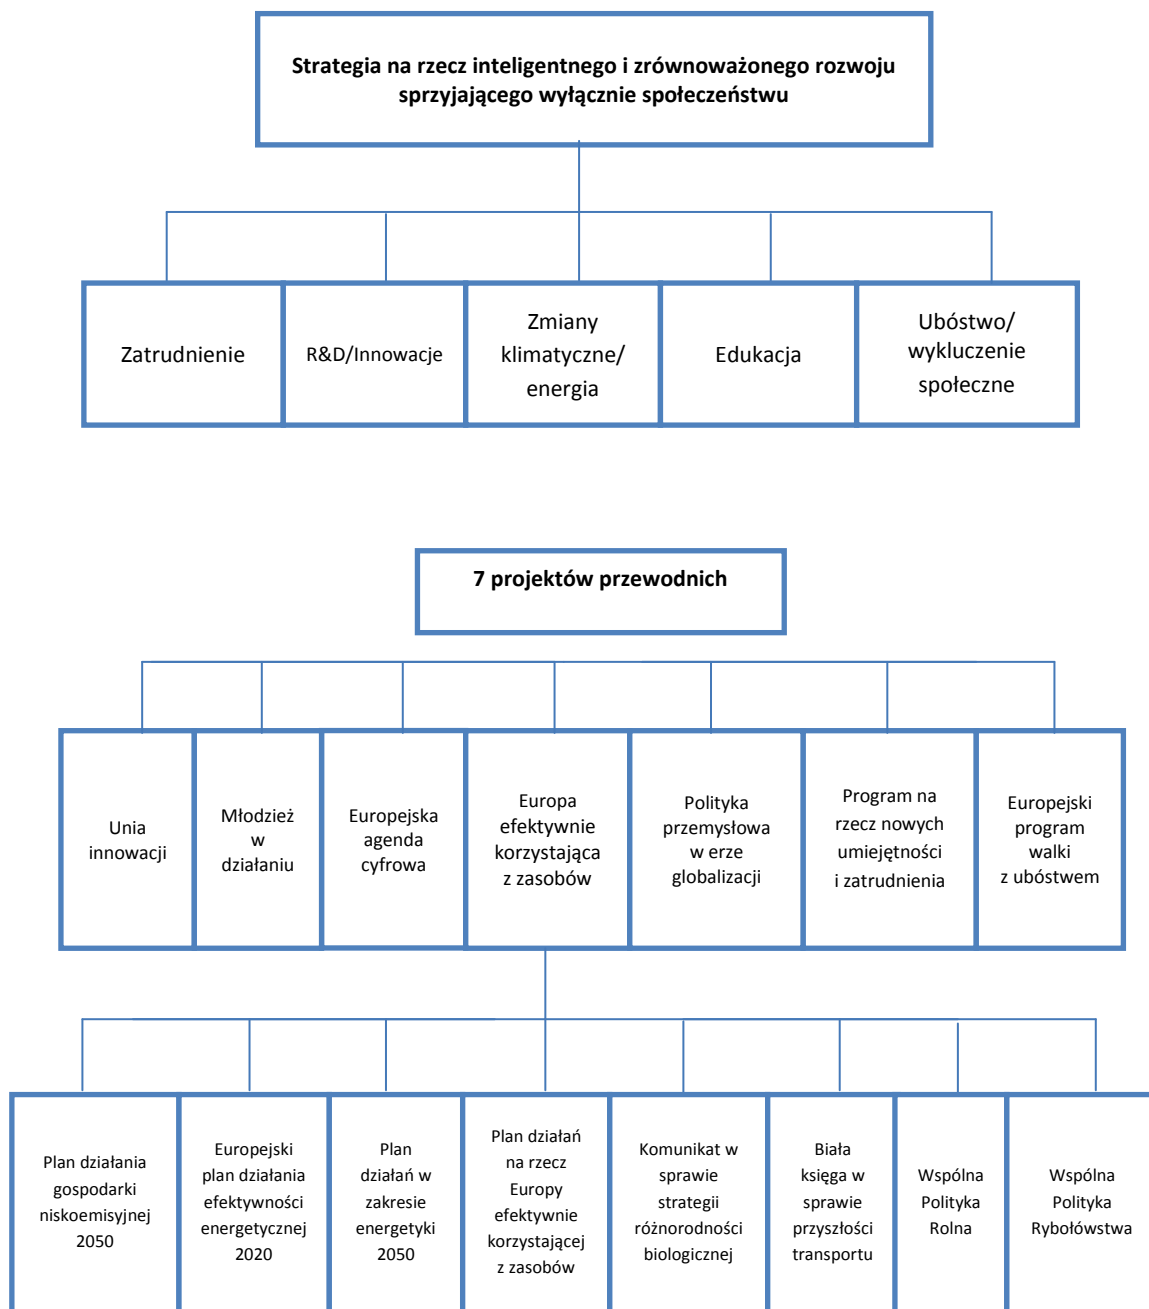 Strategia na rzecz inteligentnego i zrównoważonego rozwoju
sprzyjającego wyłącznie społeczeństwu
Zatrudnienie
R&D/Innowacje
Zmiany
klimatyczne/
energia
Edukacja
Ubóstwo/
wykluczenie
społeczne
7 projektów przewodnich
Unia
innowacji
Młodzież
w
działaniu
Europejska
agenda
cyfrowa
Europa
efektywnie
korzystająca
z zasobów
Polityka
przemysłowa
w erze
globalizacji
Program na
rzecz nowych
umiejętności
i zatrudnienia
Europejski
program
walki
z ubóstwem
Plan działania
gospodarki
niskoemisyjnej
2050
Europejski
plan działania
efektywności
energetycznej
2020
Plan
działań w
zakresie
energetyki
2050
Plan działań
na rzecz
Europy
efektywnie
korzystającej
z zasobów
Komunikat w
sprawie
strategii
różnorodności
biologicznej
Biała
księga w
sprawie
przyszłości
transportu
Wspólna
Polityka
Rolna
Wspólna
Polityka
Rybołówstwa